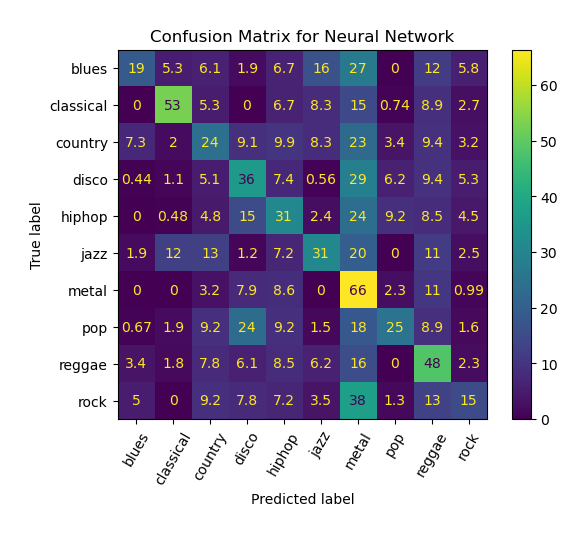 Confusion Matrix for Neural Network
blues 19 5.3 6.1 1.9 6.7 16 27 0 12 5.8
classical 0 53 5.3 0 6.7 8.3 15 0.74 8.9 2.7
country 7.3 2 24 9.1 9.9 8.3 23 3.4 9.4 3.2
disco 0.44 1.1 5.1 36 7.4 0.56 29 6.2 9.4 5.3
hiphop 0 0.48 4.8 15 31 2.4 24 9.2 8.5 4.5
jazz 1.9 12 13 1.2 7.2 31 20 0 11 2.5
metal 0 0 3.2 7.9 8.6 0 66 2.3 11 0.99
pop 0.67 1.9 9.2 24 9.2 1.5 18 25 8.9 1.6
reggae 3.4 1.8 7.8 6.1 8.5 6.2 16 0 48 2.3
rock 5 0 9.2 7.8 7.2 3.5 38 1.3 13 15
blues classical country disco hiphop jazz metal pop reggae rock
Predicted label
True label
60
50
40
30
20
10
0